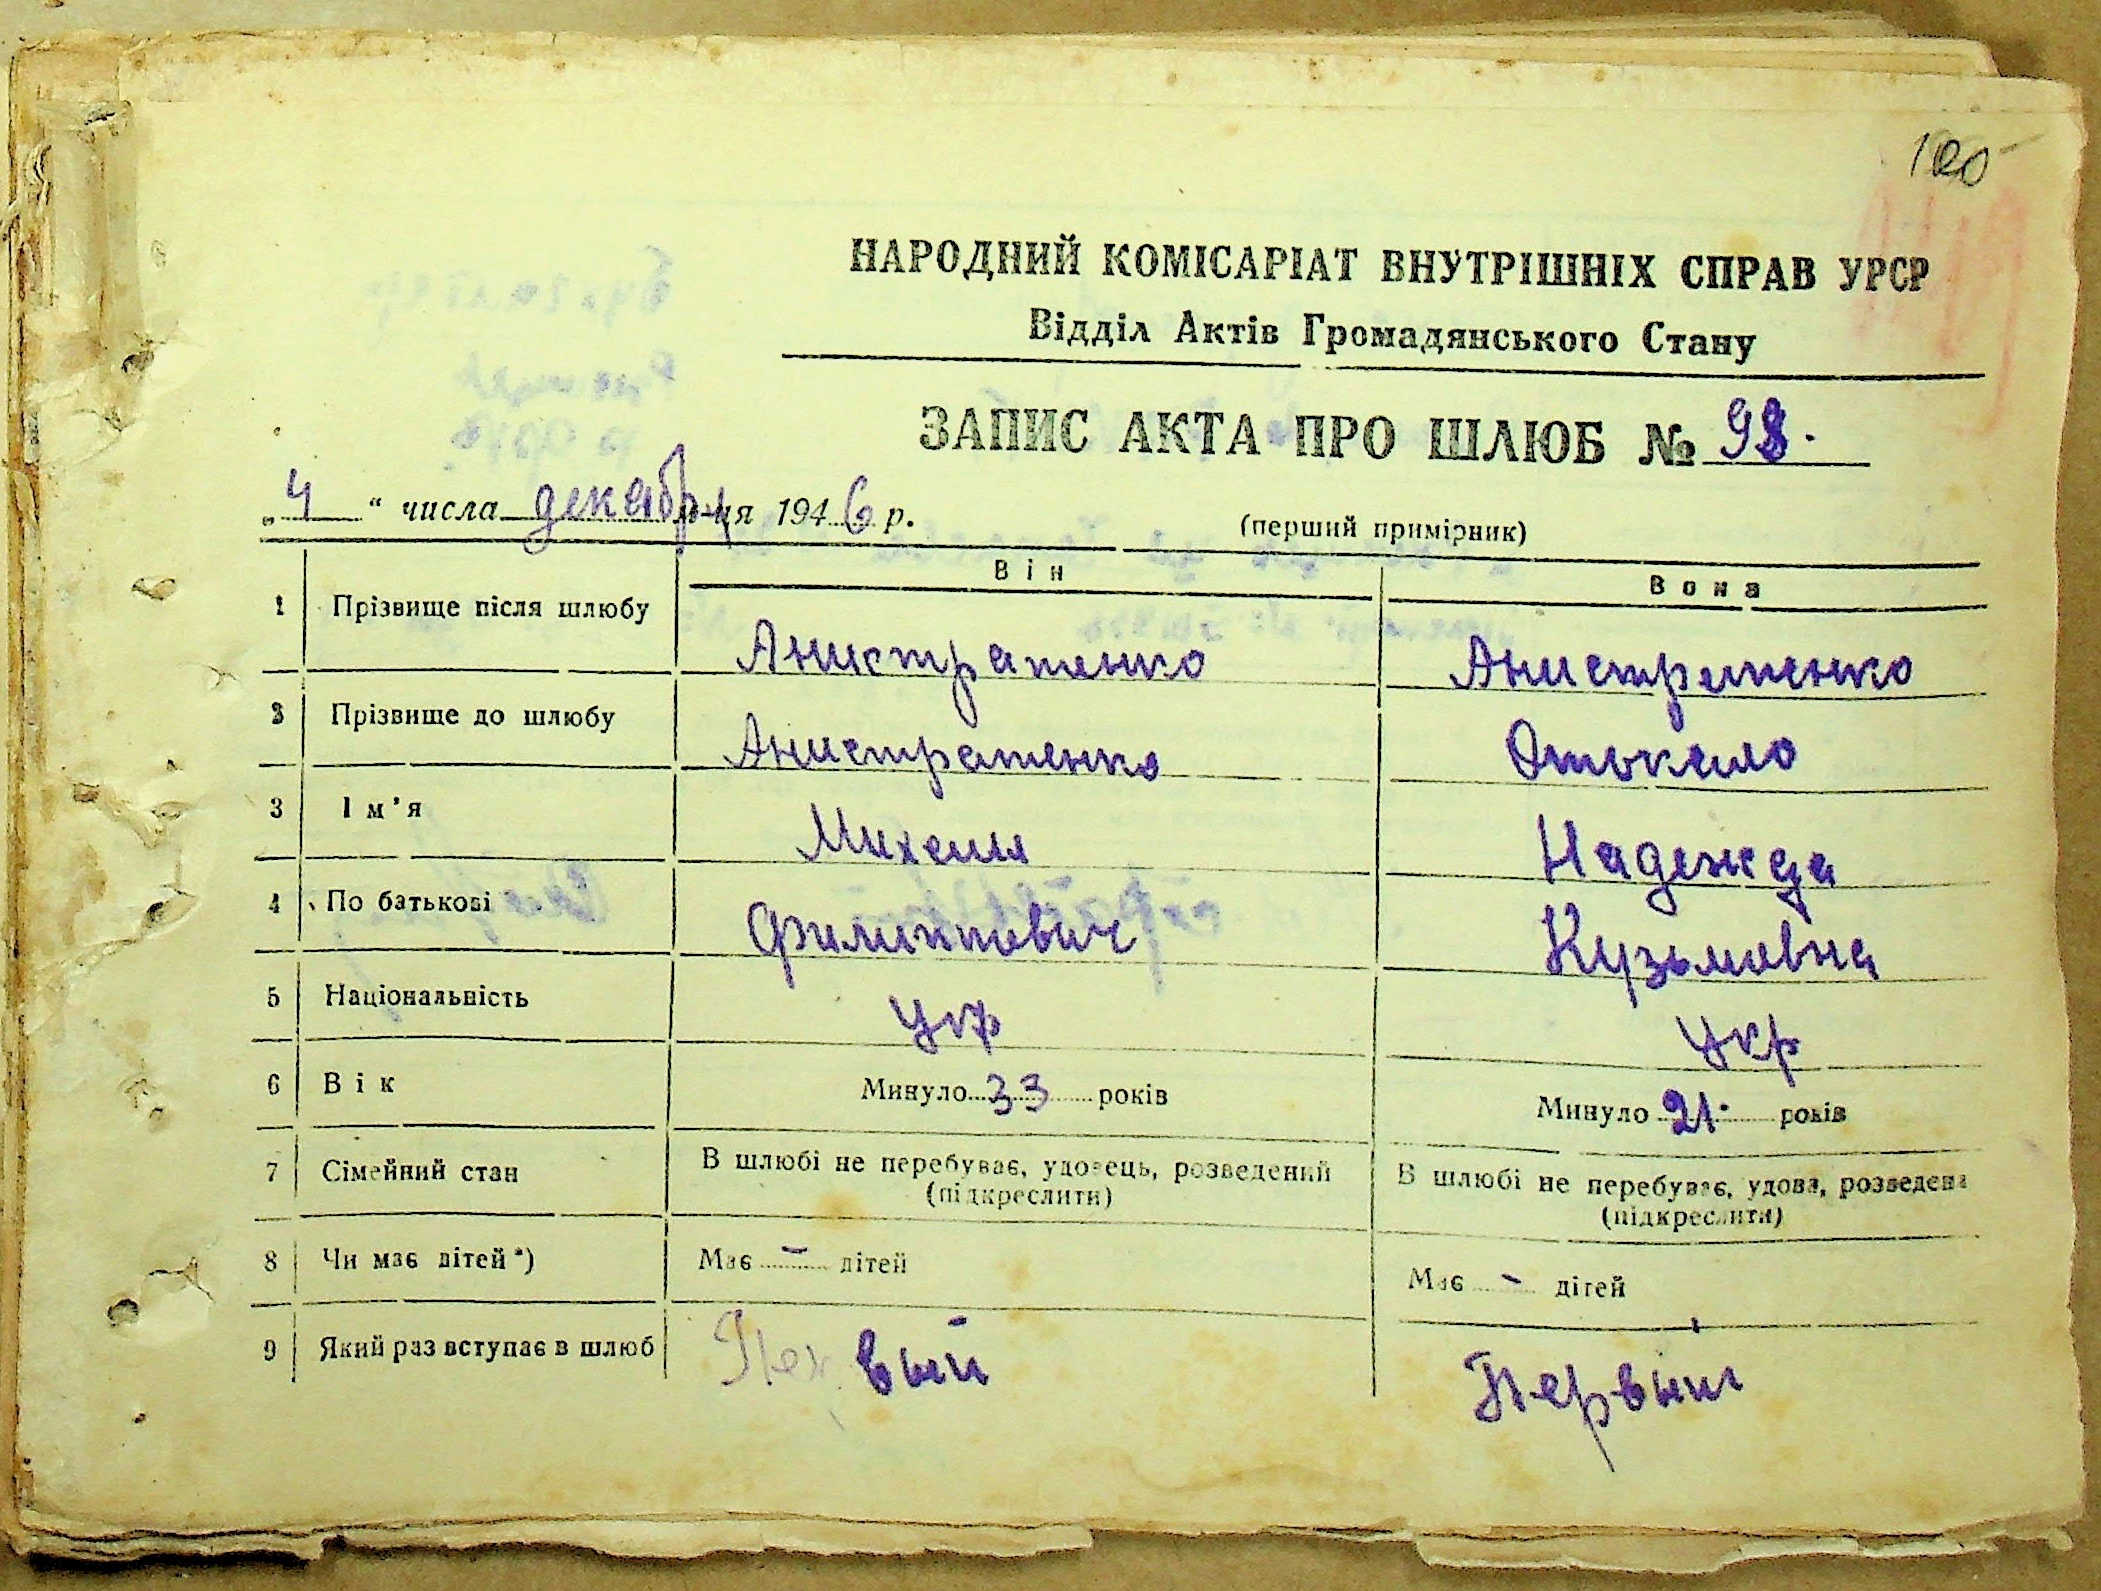 100
НАРОДНИЙ КОМІСАРІАТ ВНУТРІШНІХ СПРАВ УРСР
Відділ Актів Громадянського Стану
ЗАПИС АКТА ПРО ШЛЮБ № 98.
„4“ числа декабря ця 1946 р.
(перший примірник)
Він Вона
1 Прізвище після шлюбу Анистратенко Анистратенко
2 Прізвище до шлюбу Анистратенко
3 Ім’я Михаил Надежда
4 По батькові Филиппович Кузьмовна
5 Національність укр укр
6 Вік Минуло 33 років Минуло 21. років
7 Сімейний стан В шлюбі не перебуває, удовець, розведений (підкреслити) В шлюбі не перебуває, удова, розведена (підкреслити)
8 Чи має дітей*) Має – дітей Має – дітей
9 Який раз вступає в шлюб Первый Первый